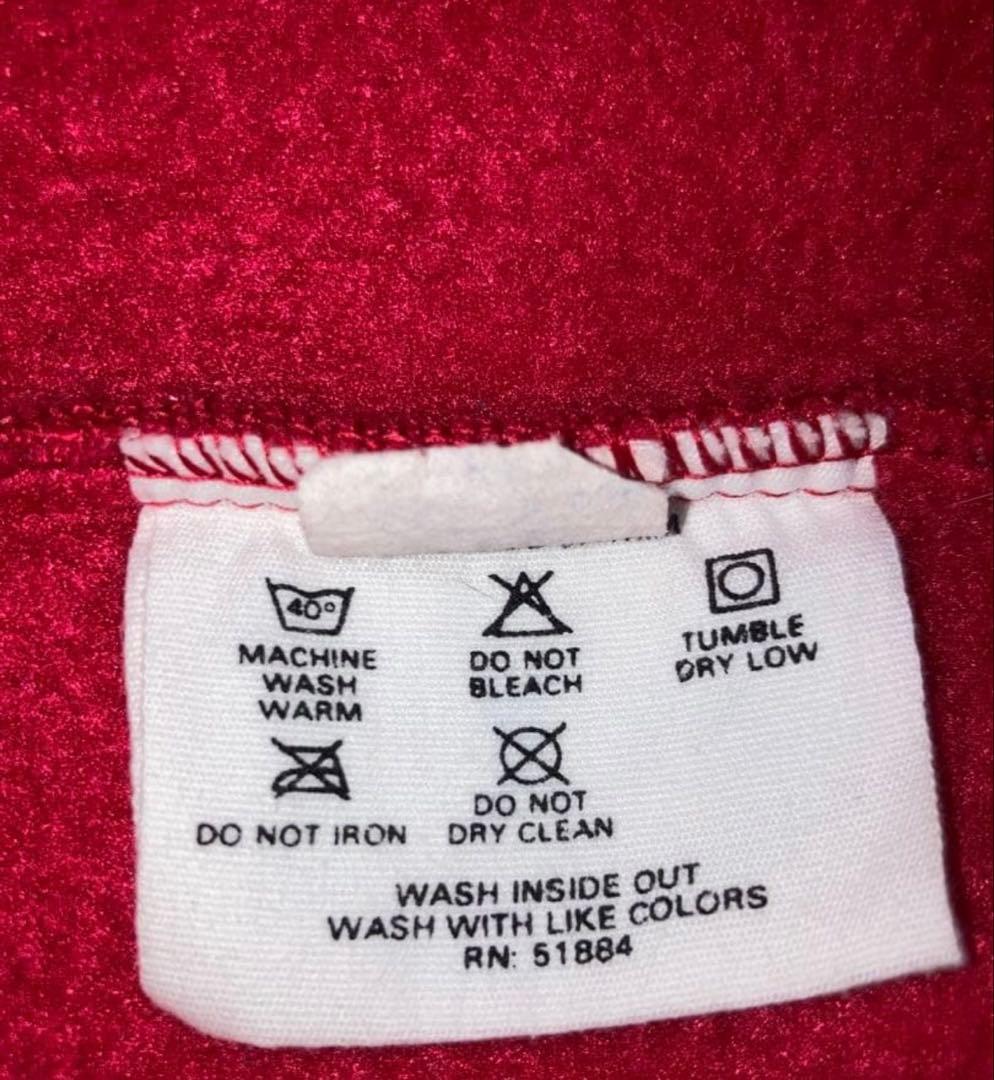 40°
MACHINE
WASH
WARM
DO NOT
BLEACH
TUMBLE
DRY LOW
DO NOT IRON
DO NOT
DRY CLEAN
WASH INSIDE OUT
WASH WITH LIKE COLORS
RN: 51884